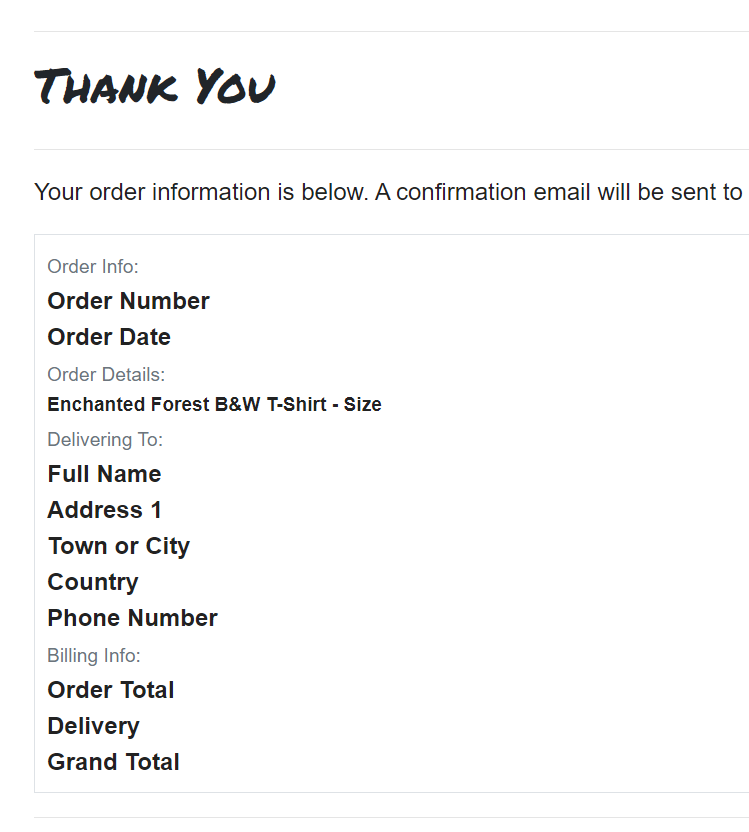 Thank You
Your order information is below. A confirmation email will be sent to
Order Info:
Order Number
Order Date
Order Details:
Enchanted Forest B&W T-Shirt - Size
Delivering To:
Full Name
Address 1
Town or City
Country
Phone Number
Billing Info:
Order Total
Delivery
Grand Total